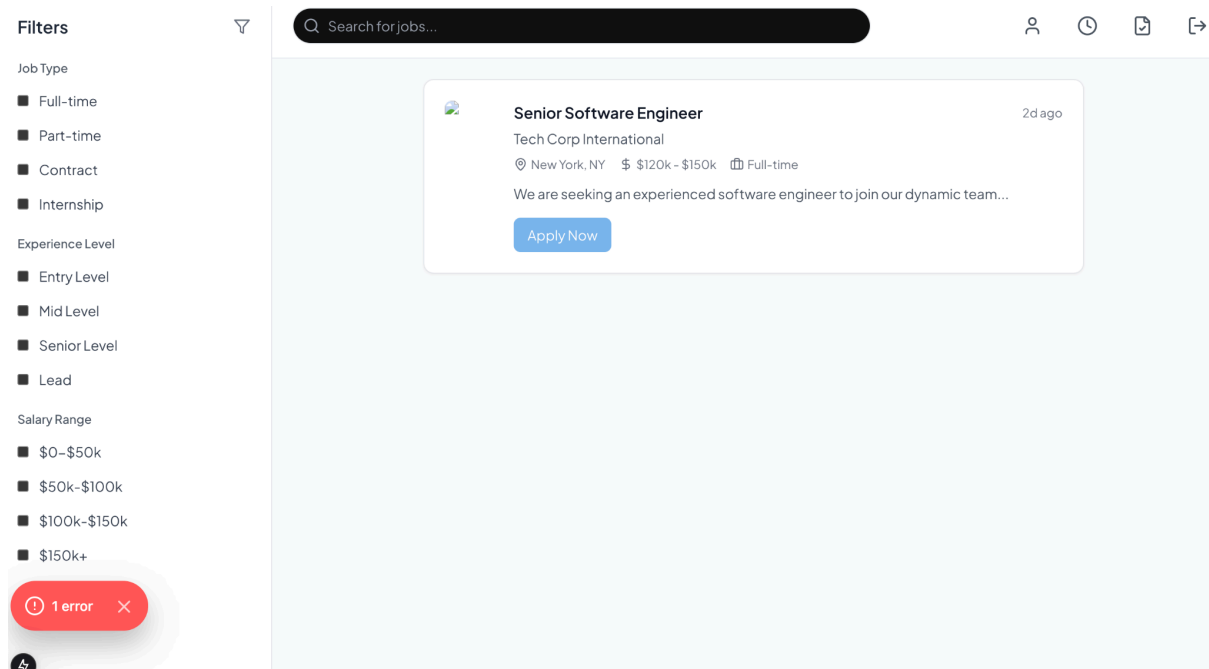 Filters
Job Type
Full-time
Part-time
Contract
Internship
Experience Level
Entry Level
Mid Level
Senior Level
Lead
Salary Range
$0–$50k
$50k-$100k
$100k-$150k
$150k+
1 error
Search for jobs...
Senior Software Engineer
2d ago
Tech Corp International
New York, NY $120k - $150k Full-time
We are seeking an experienced software engineer to join our dynamic team...
Apply Now